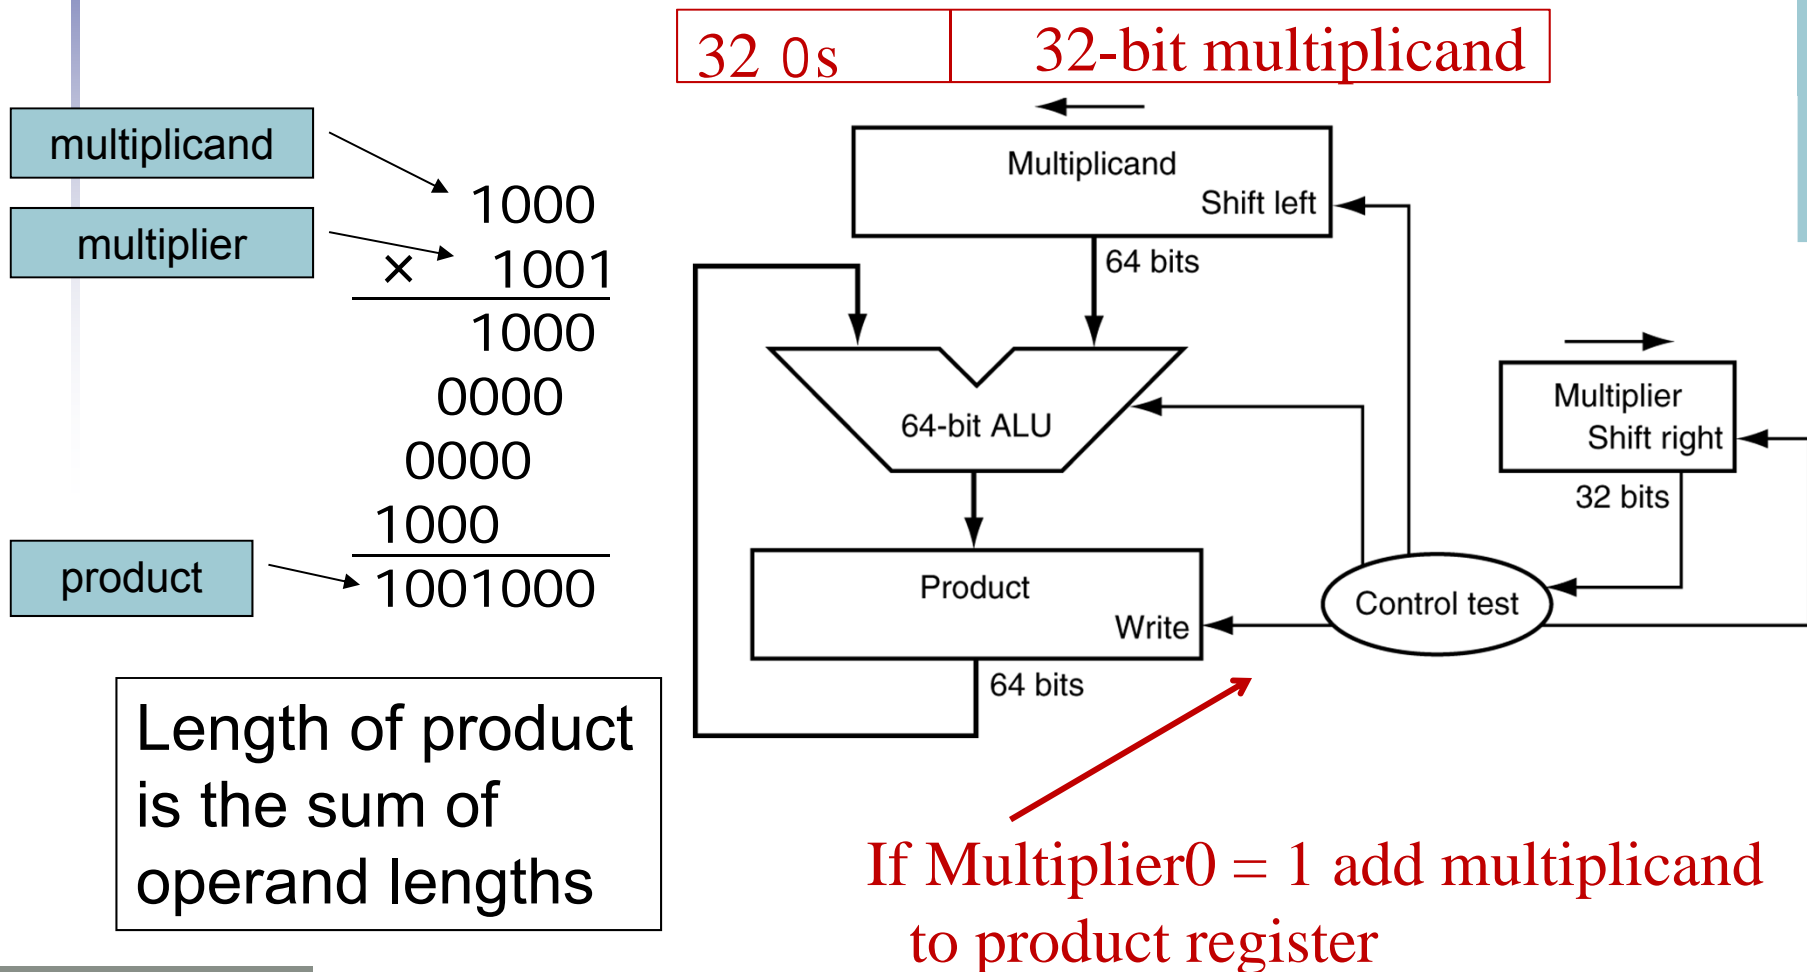 32 0s
32-bit multiplicand
multiplicand
multiplier
product
1000
× 1001
1000
0000
0000
1000
1001000
Length of product
is the sum of
operand lengths
Multiplicand
Shift left
64 bits
64-bit ALU
Multiplier
Shift right
32 bits
Product
Write
64 bits
Control test
If Multiplier0 = 1 add multiplicand
to product register